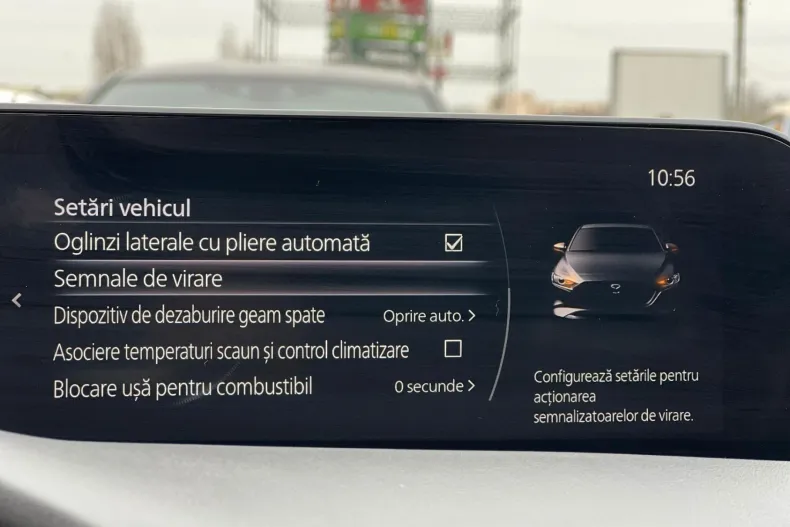 10:56
Setări vehicul
Oglinzi laterale cu pliere automată
Semnale de virare
Dispozitiv de dezaburire geam spate Oprire auto. >
Asociere temperaturi scaun și control climatizare
Blocare ușă pentru combustibil 0 secunde >
Configurează setările pentru
acționarea
semnalizatoarelor de virare.